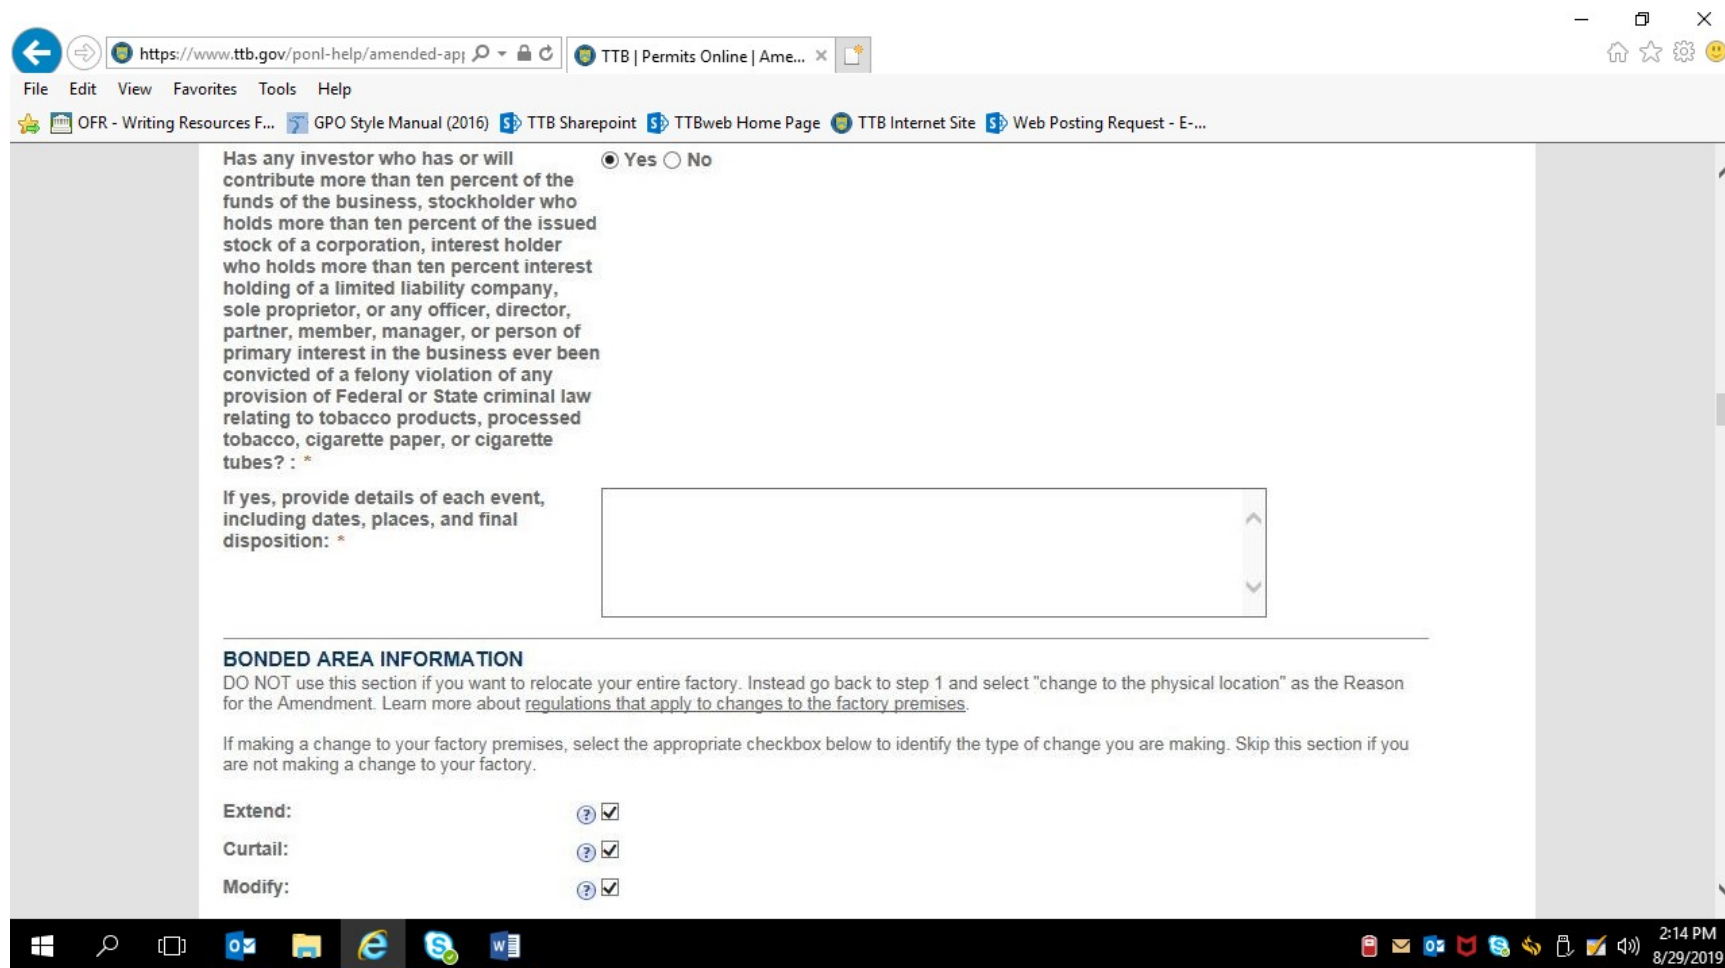 https://www.ttb.gov/ponl-help/amended-ap
TTB | Permits Online | Ame...
File Edit View Favorites Tools Help
OFR - Writing Resources F... GPO Style Manual (2016) TTB Sharepoint TTBweb Home Page TTB Internet Site Web Posting Request - E-...
Has any investor who has or will
Yes No
contribute more than ten percent of the
funds of the business, stockholder who
holds more than ten percent of the issued
stock of a corporation, interest holder
who holds more than ten percent interest
holding of a limited liability company,
sole proprietor, or any officer, director,
partner, member, manager, or person of
primary interest in the business ever been
convicted of a felony violation of any
provision of Federal or State criminal law
relating to tobacco products, processed
tobacco, cigarette paper, or cigarette
tubes? : *
If yes, provide details of each event,
including dates, places, and final
disposition: *
BONDED AREA INFORMATION
DO NOT use this section if you want to relocate your entire factory. Instead go back to step 1 and select "change to the physical location" as the Reason
for the Amendment. Learn more about regulations that apply to changes to the factory premises.
If making a change to your factory premises, select the appropriate checkbox below to identify the type of change you are making. Skip this section if you
are not making a change to your factory.
Extend: ?
Curtail: ?
Modify: ?
2:14 PM
8/29/2019